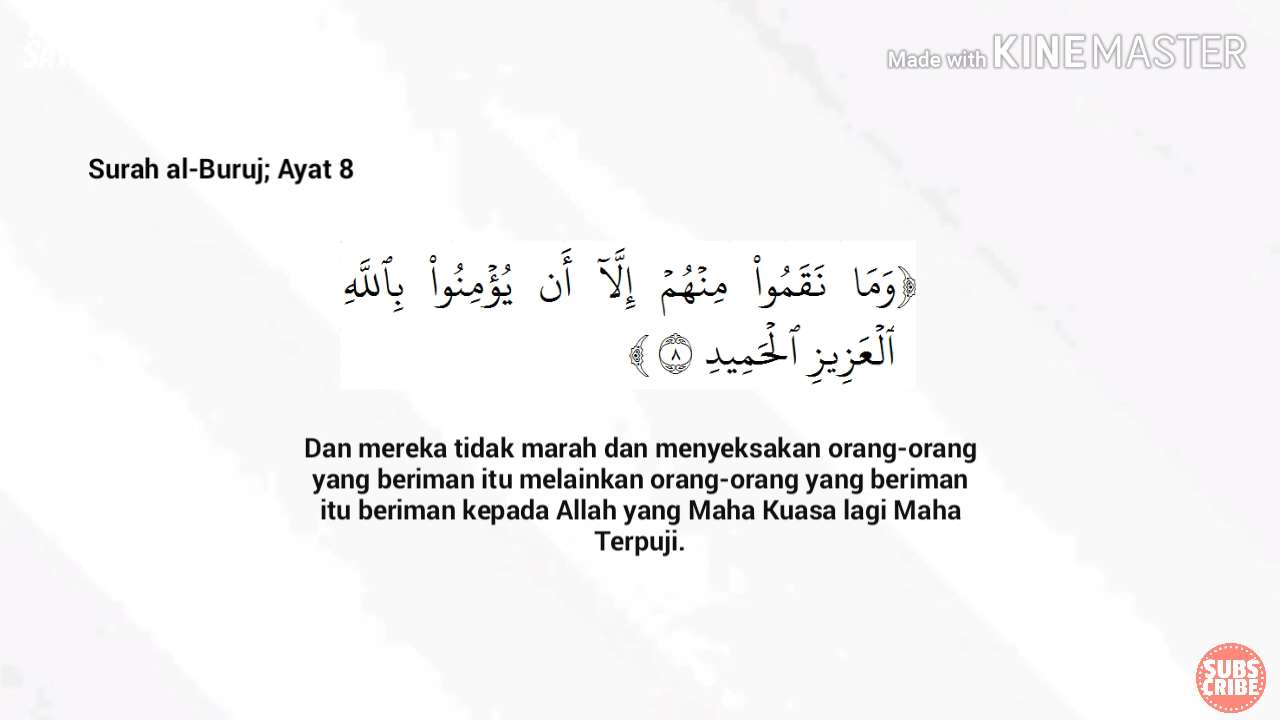 Made with KINEMASTER
Surah al-Buruj; Ayat 8
﴿وَمَا نَقَمُوا۟ مِنْهُمْ إِلَّآ أَن يُؤْمِنُوا۟ بِٱللَّهِ
ٱلْعَزِيزِ ٱلْحَمِيدِ ٨﴾
Dan mereka tidak marah dan menyeksakan orang-orang
yang beriman itu melainkan orang-orang yang beriman
itu beriman kepada Allah yang Maha Kuasa lagi Maha
Terpuji.
SUBS
CRIBE